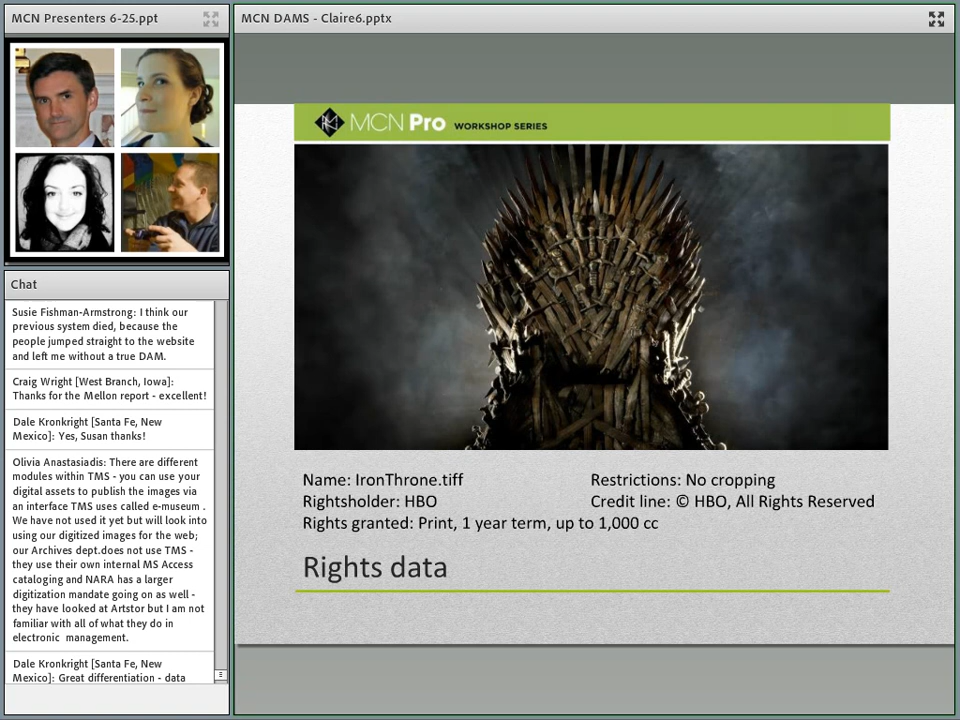 MCN Presenters 6-25.ppt
Chat
Susie Fishman-Armstrong: I think our
previous system died, because the
people jumped straight to the website
and left me without a true DAM.
Craig Wright [West Branch, Iowa]:
Thanks for the Mellon report - excellent!
Dale Kronkright [Santa Fe, New
Mexico]: Yes, Susan thanks!
Olivia Anastasiadis: There are different
modules within TMS - you can use your
digital assets to publish the images via
an interface TMS uses called e-museum .
We have not used it yet but will look into
using our digitized images for the web;
our Archives dept.does not use TMS -
they use their own internal MS Access
cataloging and NARA has a larger
digitization mandate going on as well -
they have looked at Artstor but I am not
familiar with all of what they do in
electronic  management.
Dale Kronkright [Santa Fe, New
Mexico]: Great differentiation - data
MCN DAMS - Claire6.pptx
MCN Pro WORKSHOP SERIES
Name: IronThrone.tiff
Rightsholder: HBO
Restrictions: No cropping
Credit line: © HBO, All Rights Reserved
Rights granted: Print, 1 year term, up to 1,000 cc
Rights data